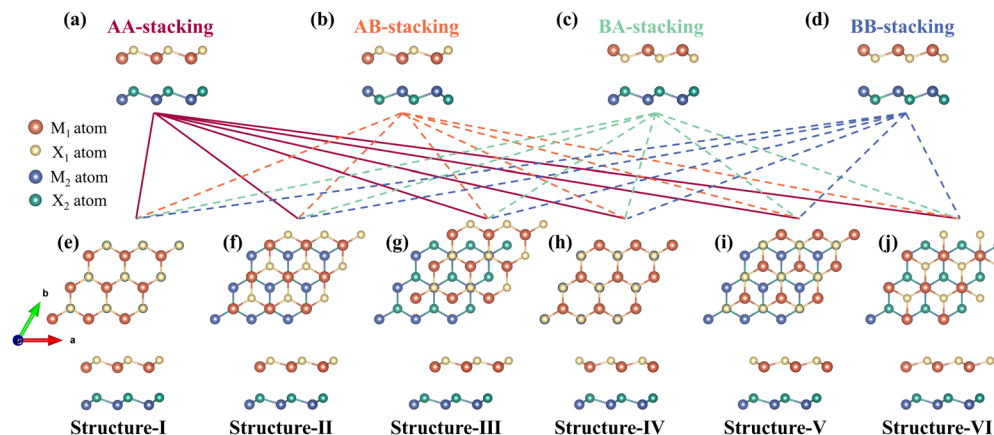 (a) (b) (c) (d)
AA-stacking AB-stacking BA-stacking BB-stacking
M₁ atom
X₁ atom
M₂ atom
X₂ atom
(e) (f) (g) (h) (i) (j)
b
a
Structure-I Structure-II Structure-III Structure-IV Structure-V Structure-VI